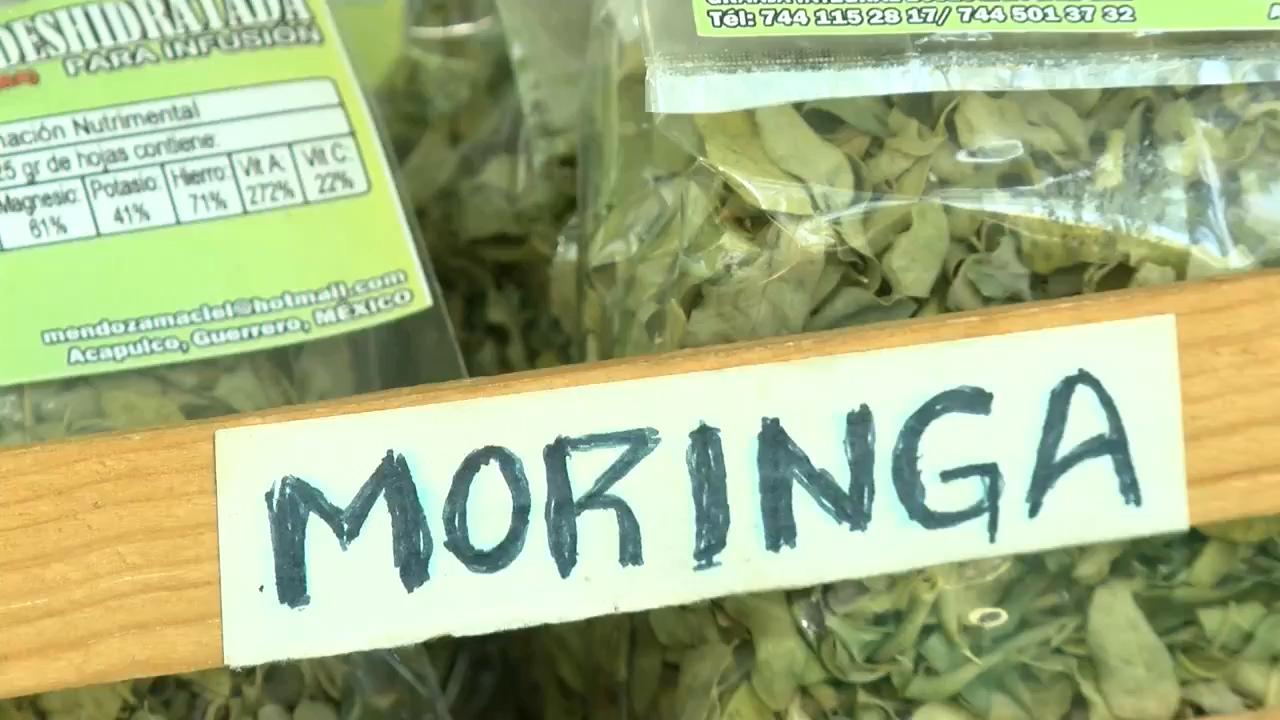 DESHIDRATADA
PARA INFUSIÓN
mación Nutrimental
25 gr de hojas contiene:
Magnesio: Potasio: Hierro: Vit A: Vit C:
61% 41% 71% 272% 22%
mendozamaciel@hotmail.com
Acapulco, Guerrero, MÉXICO
Tél: 744 115 28 17/ 744 501 37 32
MORINGA